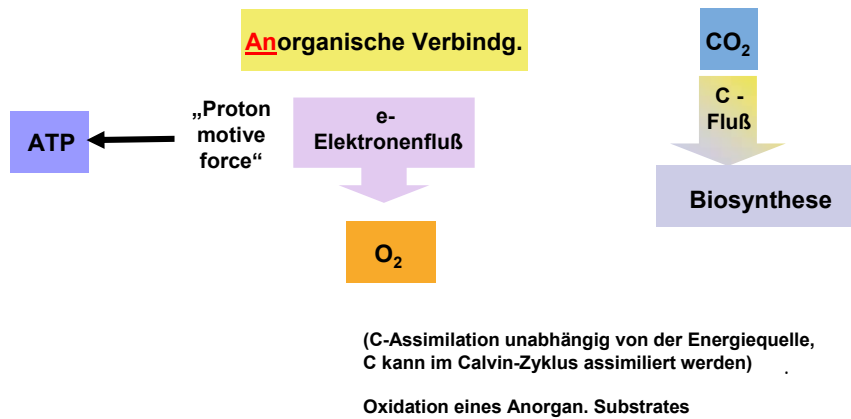 Anorganische Verbindg.
CO₂
„Proton
motive
force“
ATP
e-
Elektronenfluß
C -
Fluß
Biosynthese
O₂
(C-Assimilation unabhängig von der Energiequelle,
C kann im Calvin-Zyklus assimiliert werden)
.
Oxidation eines Anorgan. Substrates